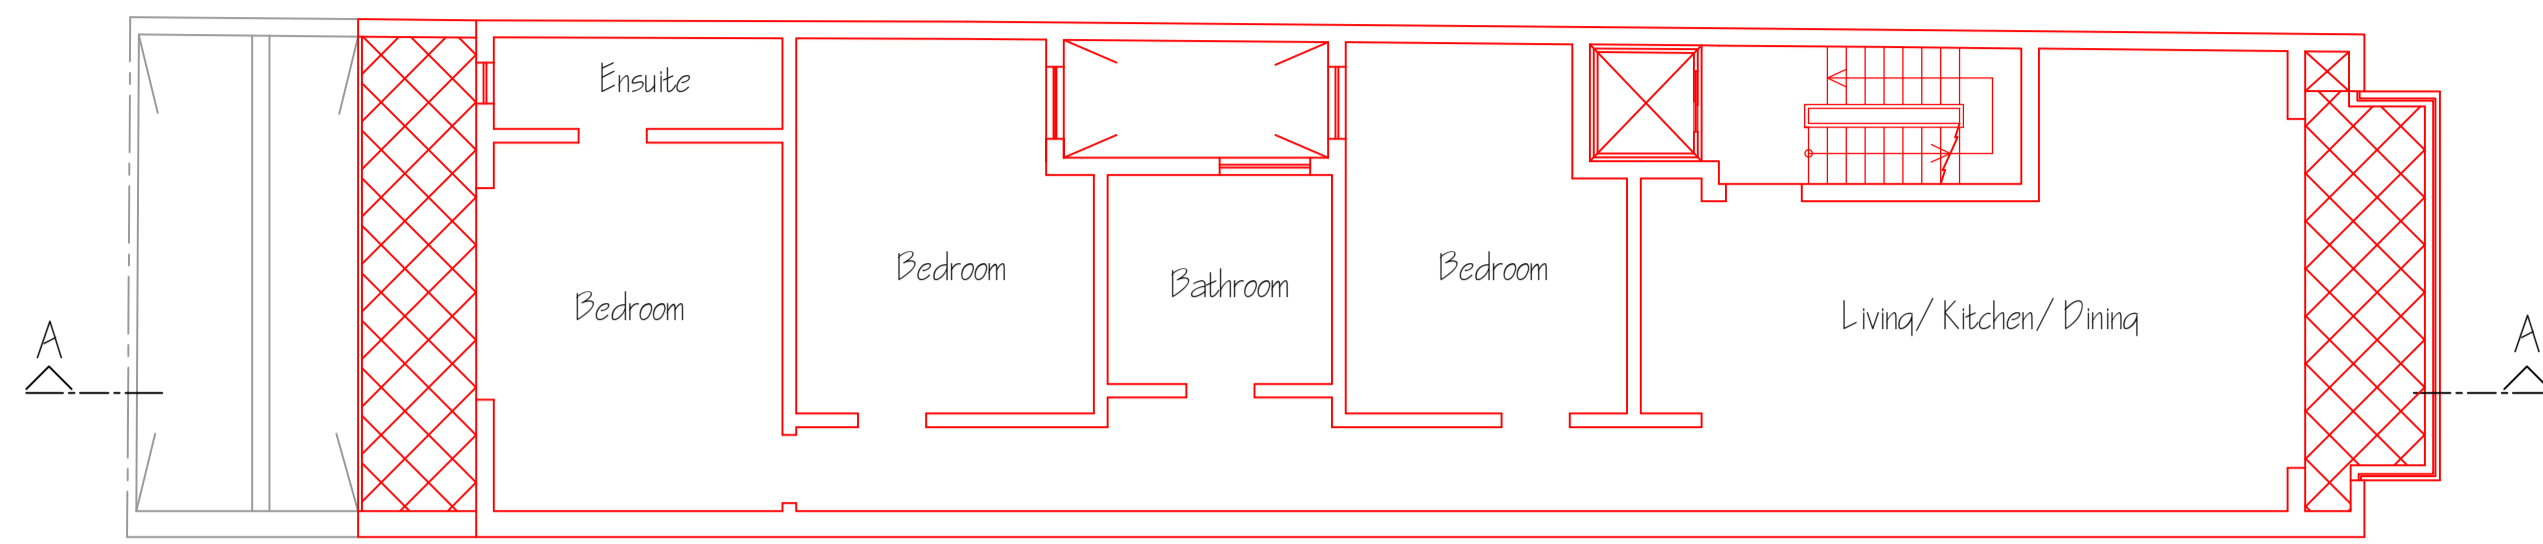 Ensuite
Bedroom
Bedroom
Bathroom
Bedroom
Living/ Kitchen/ Dining
A
A